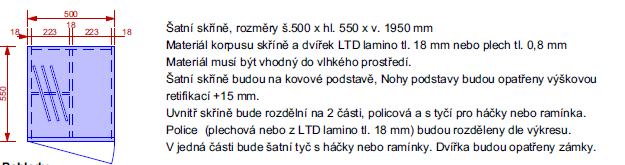 500
18
18
223
223
18
550
Šatní skříně, rozměry š.500 x hl. 550 x v. 1950 mm
Materiál korpusu skříně a dvířek LTD lamino tl. 18 mm nebo plech tl. 0,8 mm
Materiál musí být vhodný do vlhkého prostředí.
Šatní skříně budou na kovové podstavě, Nohy podstavy budou opatřeny výškovou
retifikací +15 mm.
Uvnitř skříně bude rozdělní na 2 části, policová a s tyčí pro háčky nebo ramínka.
Police (plechová nebo z LTD lamino tl. 18 mm) budou rozděleny dle výkresu.
V jedná části bude šatní tyč s háčky nebo ramínky. Dvířka budou opatřeny zámky.